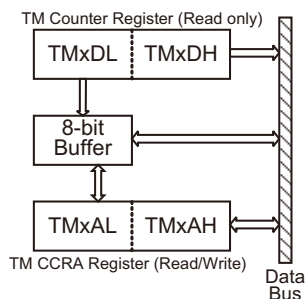 TM Counter Register (Read only)
TMxDL TMxDH
8-bit
Buffer
TMxAL TMxAH
TM CCRA Register (Read/Write)
Data
Bus